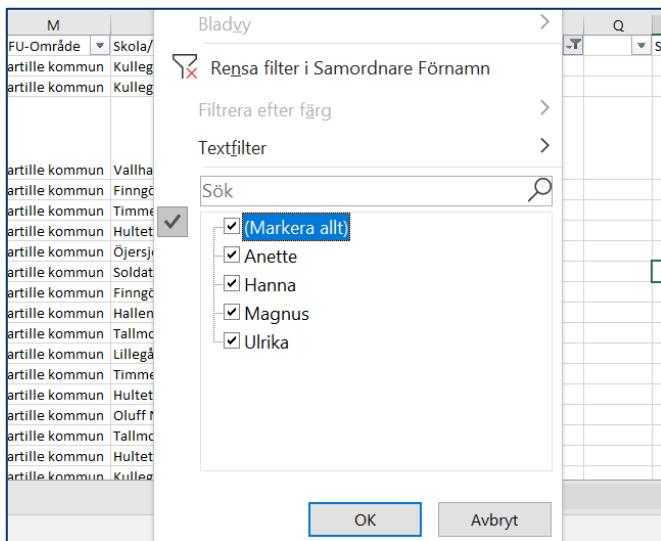 M
Q
FU-Område
Skola/
S
artille kommun Kulleg
artille kommun Kulleg
artille kommun Vallha
artille kommun Finngö
artille kommun Timme
artille kommun Hultet
artille kommun Öjersj
artille kommun Soldat
artille kommun Finngö
artille kommun Hallen
artille kommun Tallmo
artille kommun Lillegå
artille kommun Timme
artille kommun Hultet
artille kommun Oluff
artille kommun Tallmo
artille kommun Hultet
artille kommun Kulleg
Bladvy
Rensa filter i Samordnare Förnamn
Filtrera efter färg
Textfilter
Sök
(Markera allt)
Anette
Hanna
Magnus
Ulrika
OK
Avbryt